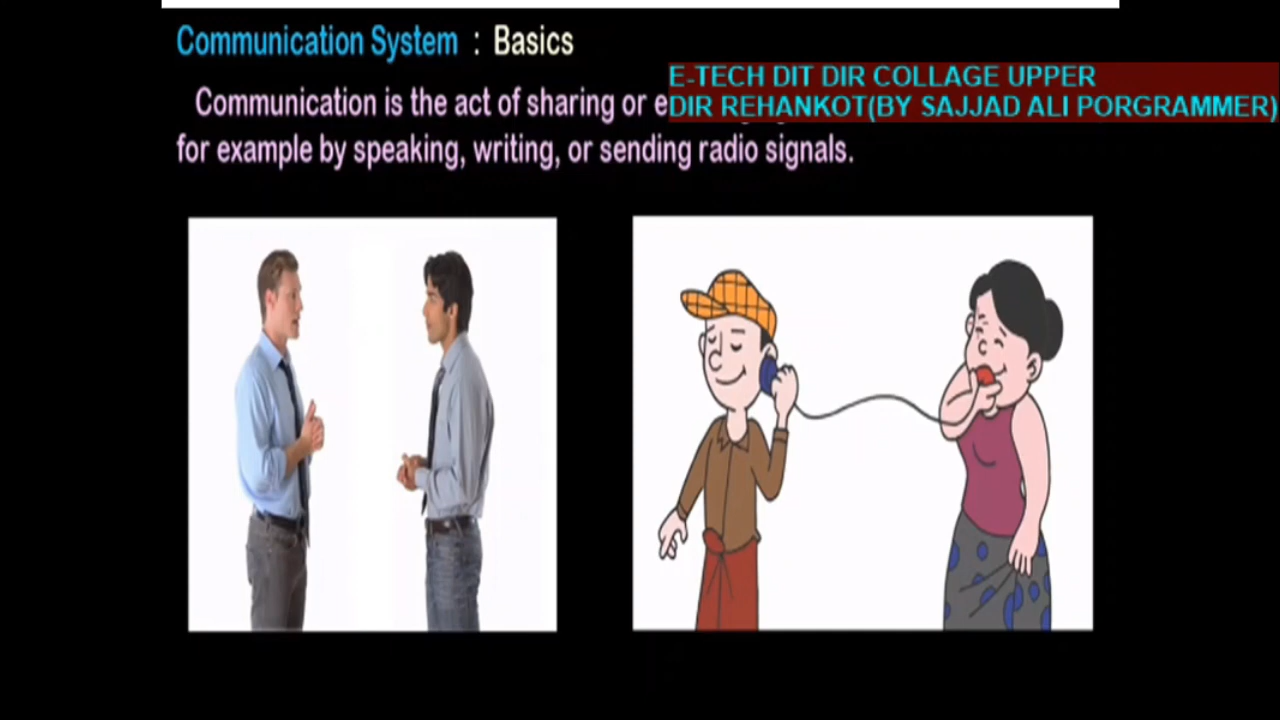 Communication System : Basics
E-TECH DIT DIR COLLAGE UPPER
DIR REHANKOT(BY SAJJAD ALI PORGRAMMER)
Communication is the act of sharing or
for example by speaking, writing, or sending radio signals.